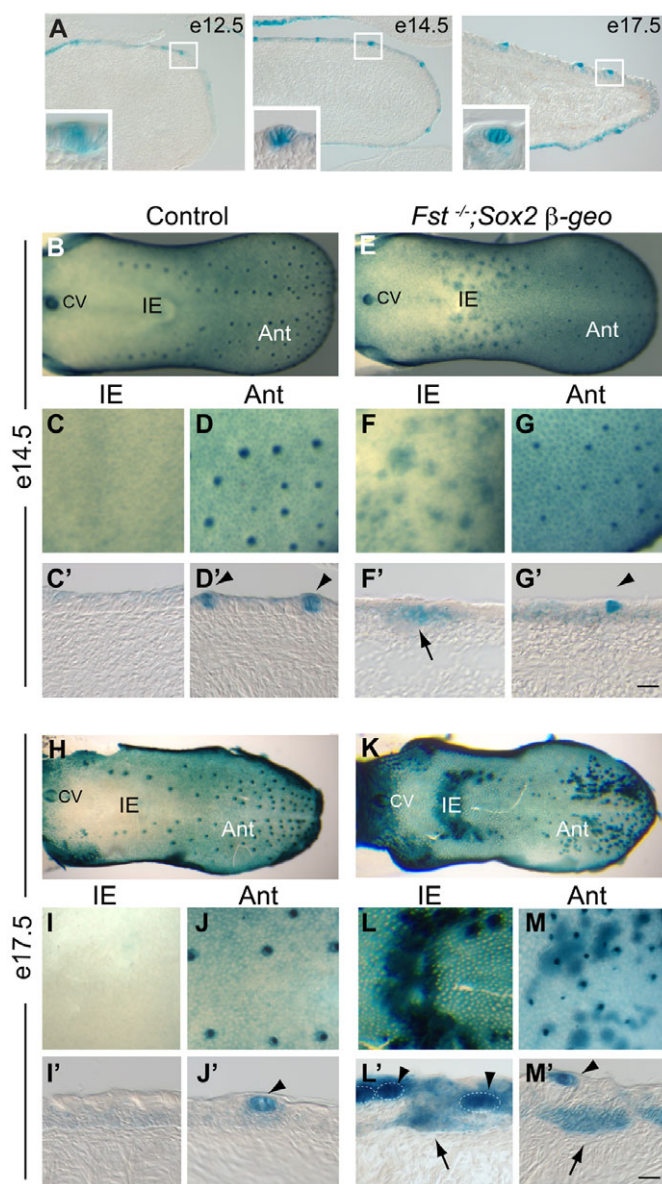 A e12.5 e14.5 e17.5
Control Fst -/-;Sox2 β-geo
B CV IE Ant E CV IE Ant
IE Ant IE Ant
C D F G
C' D' F' G'
e14.5
H CV IE Ant K CV IE Ant
IE Ant IE Ant
I J L M
I' J' L' M'
e17.5